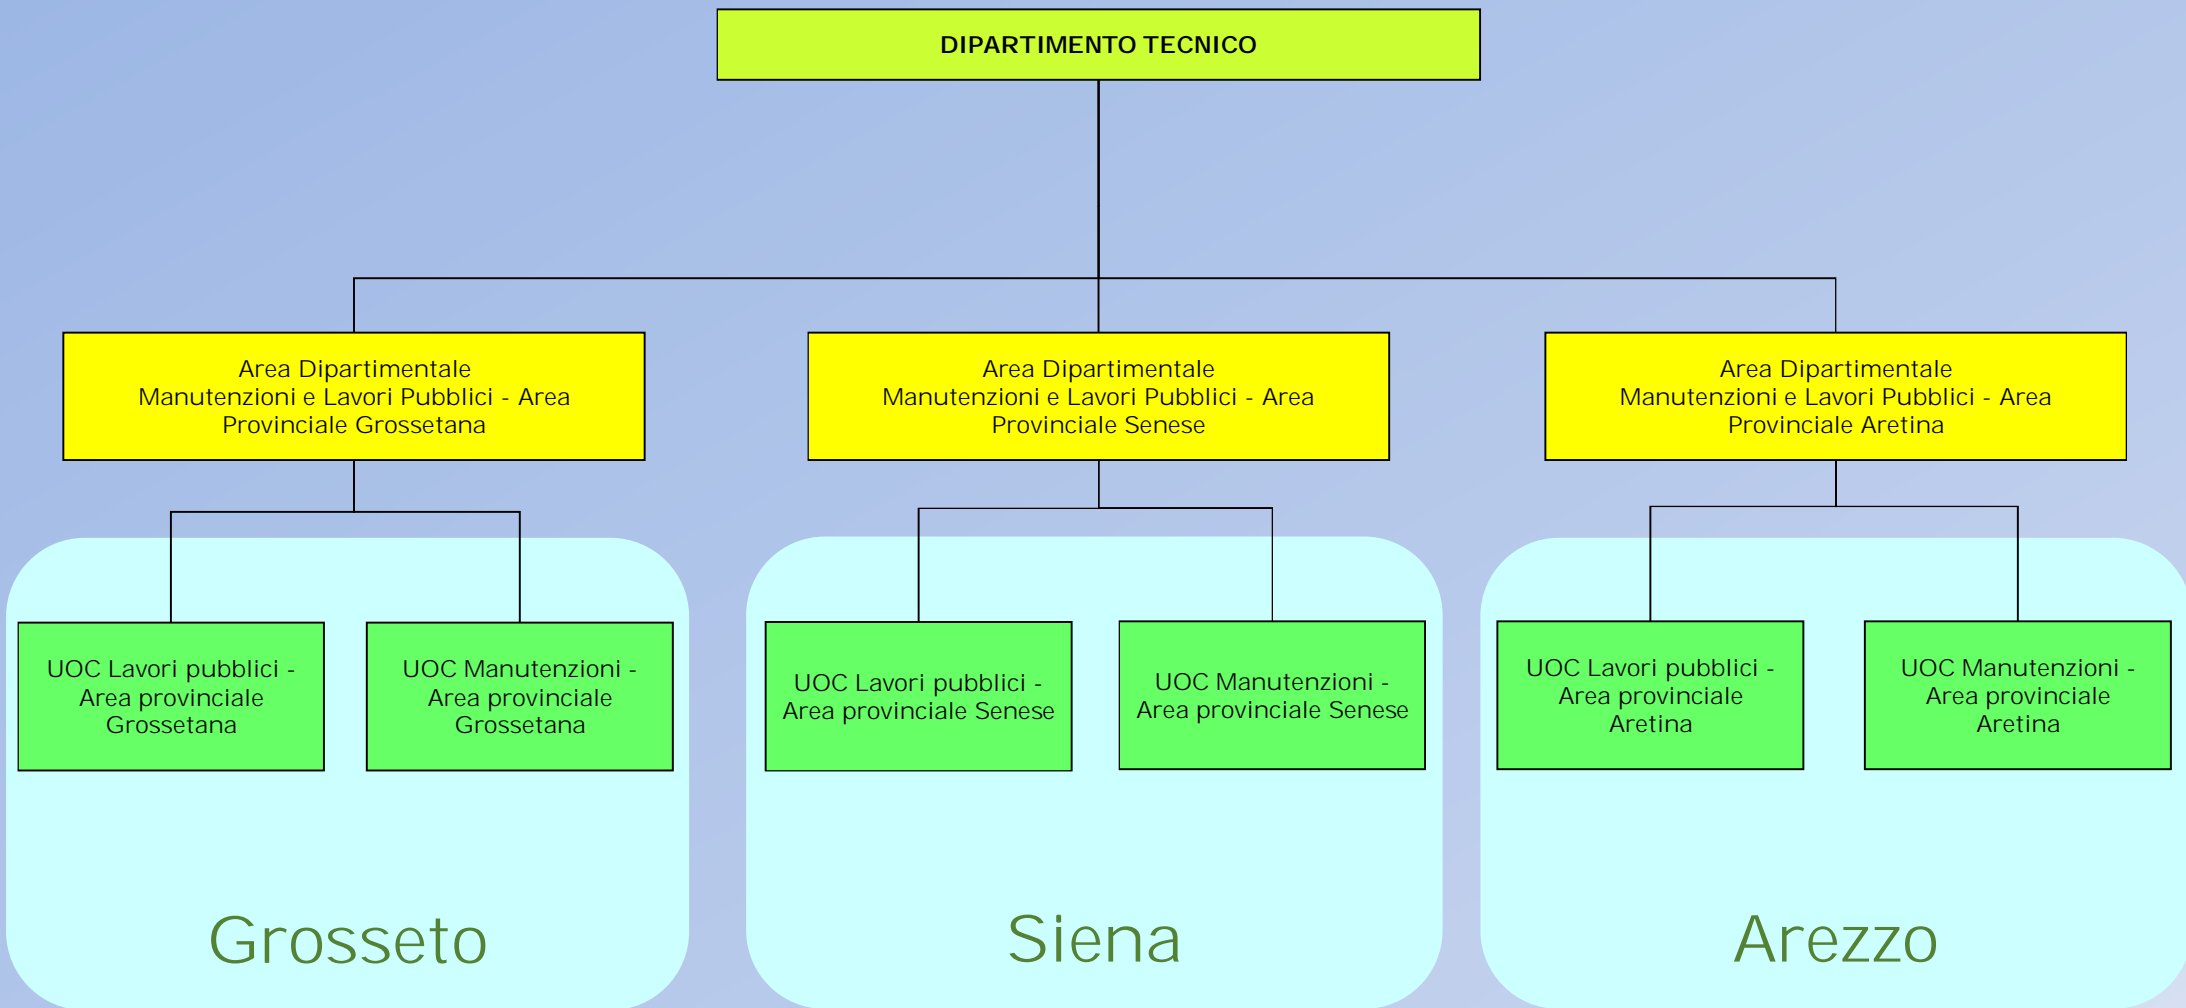 DIPARTIMENTO TECNICO
Area Dipartimentale
Manutenzioni e Lavori Pubblici - Area
Provinciale Grossetana
Area Dipartimentale
Manutenzioni e Lavori Pubblici - Area
Provinciale Senese
Area Dipartimentale
Manutenzioni e Lavori Pubblici - Area
Provinciale Aretina
UOC Lavori pubblici -
Area provinciale
Grossetana
UOC Manutenzioni -
Area provinciale
Grossetana
UOC Lavori pubblici -
Area provinciale Senese
UOC Manutenzioni -
Area provinciale Senese
UOC Lavori pubblici -
Area provinciale
Aretina
UOC Manutenzioni -
Area provinciale
Aretina
Grosseto
Siena
Arezzo